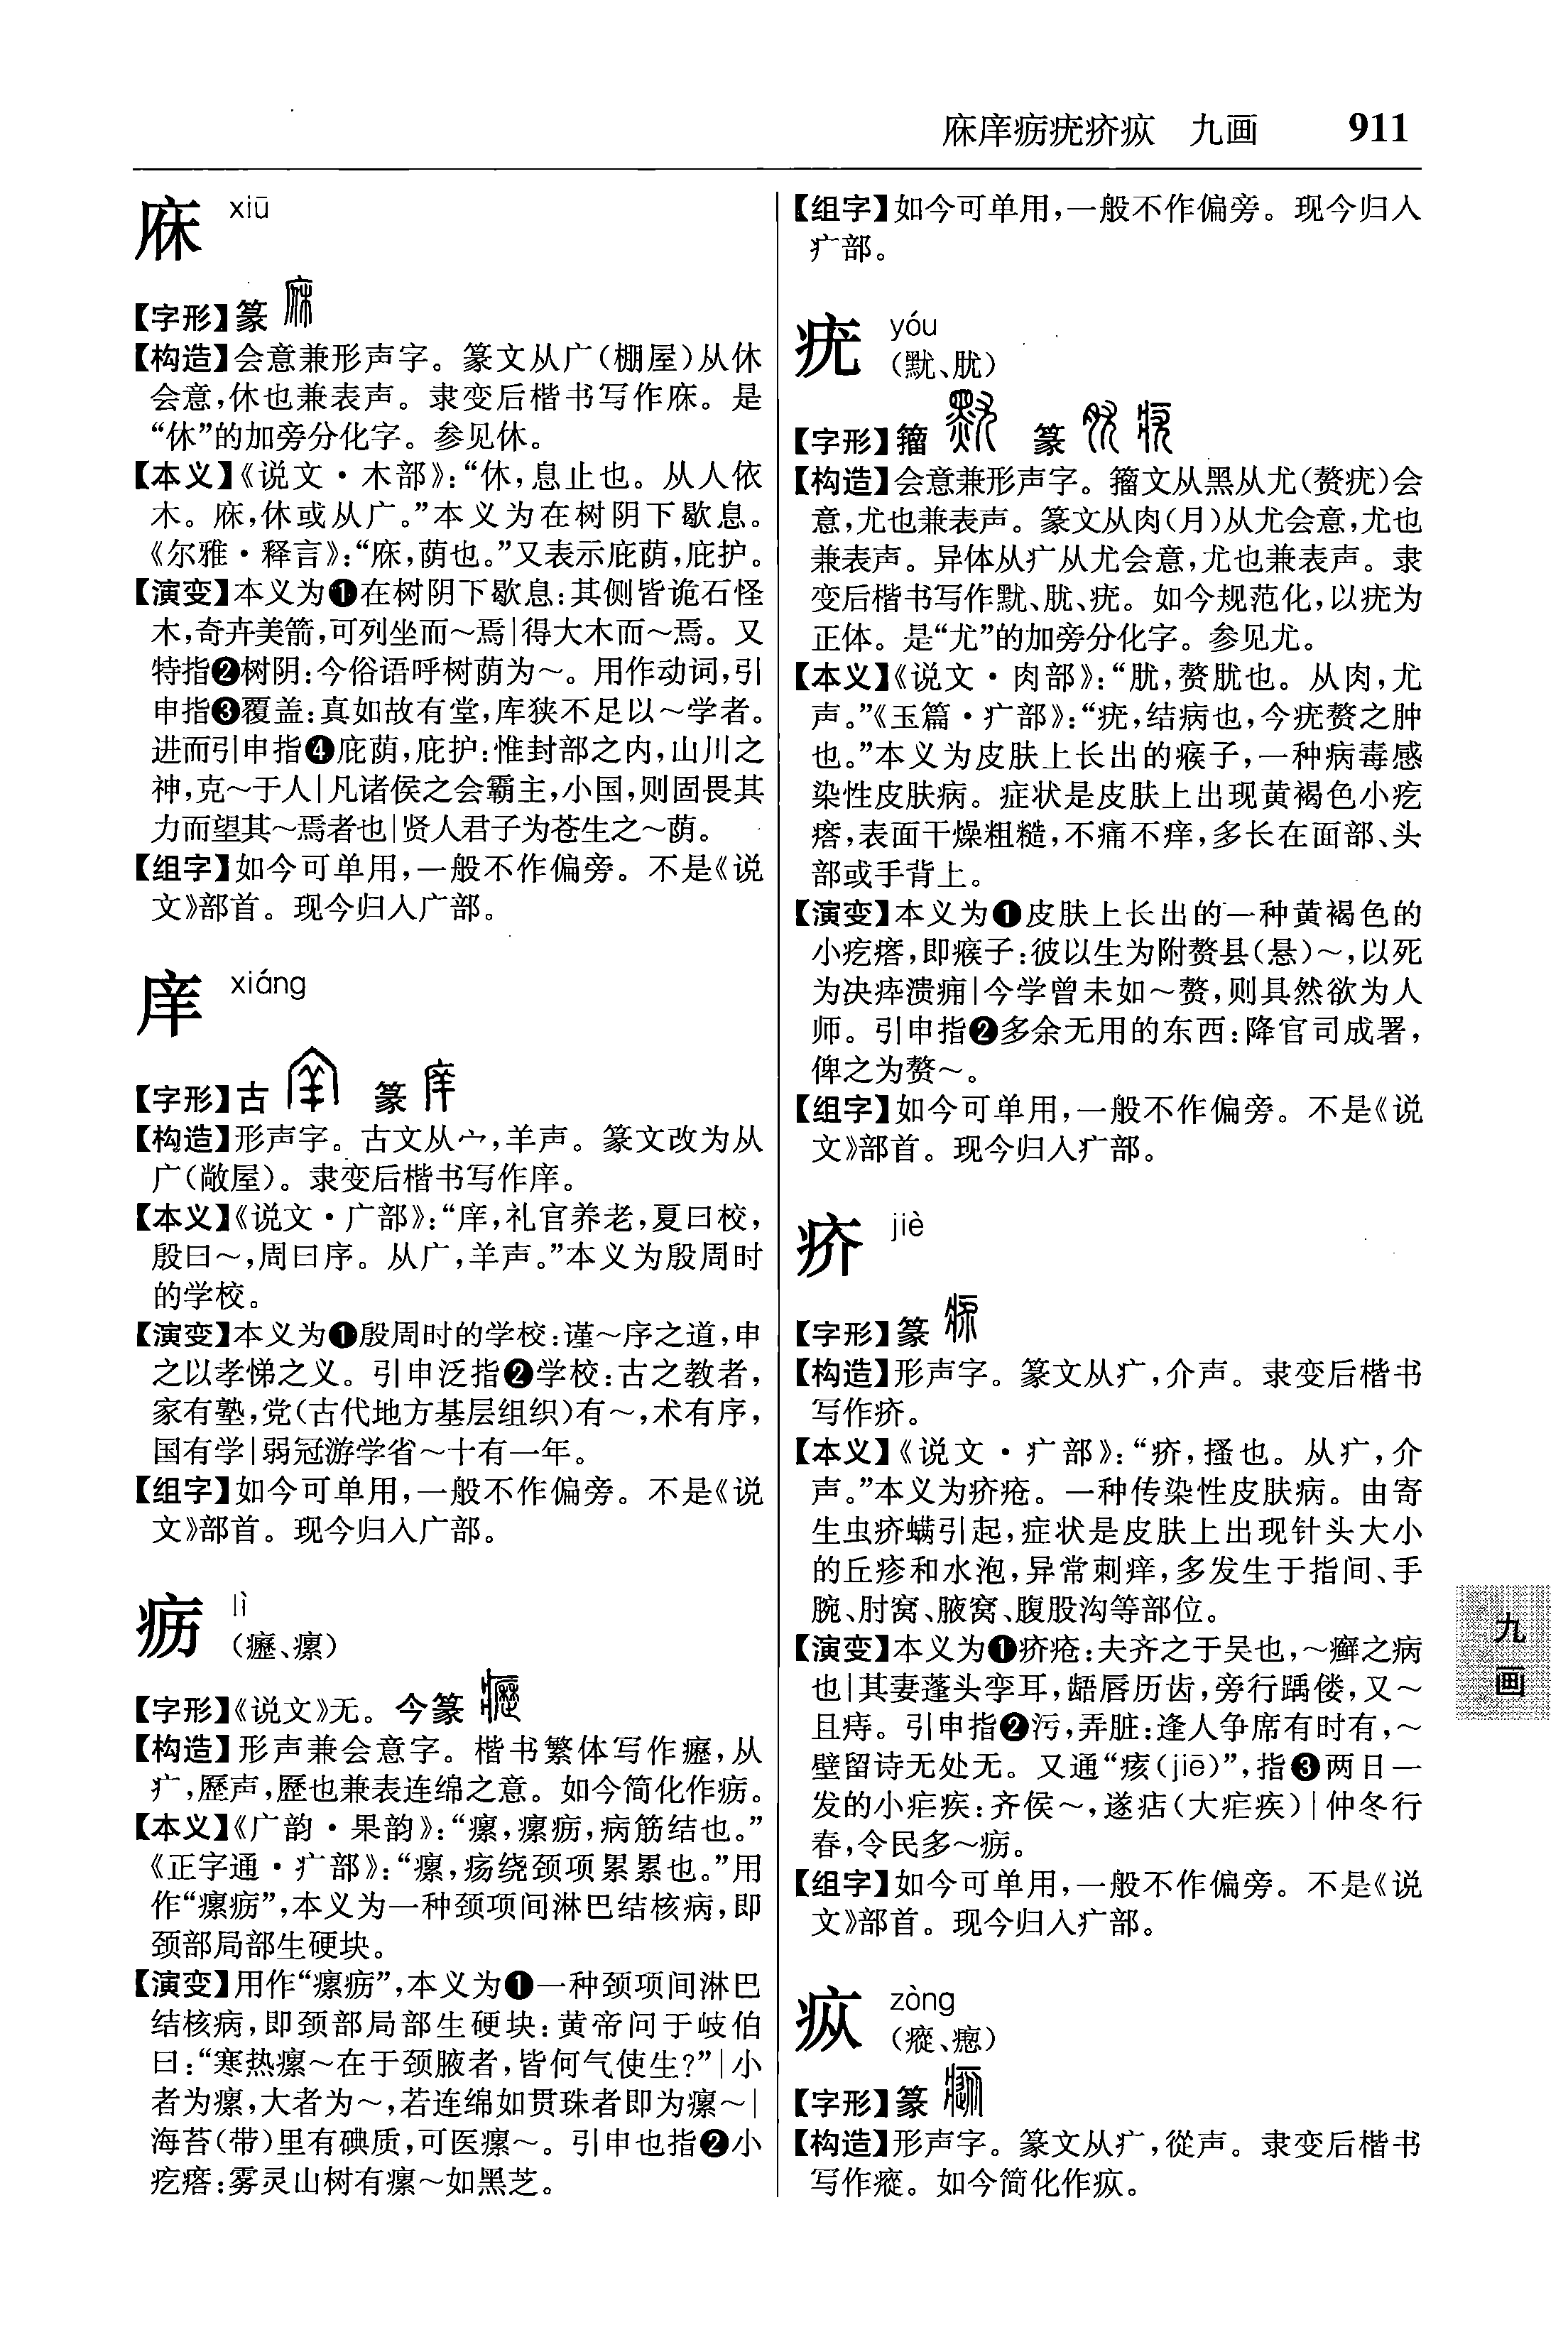 庥庠疬疣疥疭　九画　911
庥 xiū
【字形】篆
【构造】会意兼形声字。篆文从广(棚屋)从休
会意,休也兼表声。隶变后楷书写作庥。是
“休”的加旁分化字。参见休。
【本义】《说文·木部》:“休,息止也。从人依
木。庥,休或从广。”本义为在树阴下歇息。
《尔雅·释言》:“庥,荫也。”又表示庇荫,庇护。
【演变】本义为❶在树阴下歇息:其侧皆诡石怪
木,奇卉美箭,可列坐而～焉|得大木而～焉。又
特指❷树阴:今俗语呼树荫为～。用作动词,引
申指❸覆盖:真如故有堂,库狭不足以～学者。
进而引申指❹庇荫,庇护:惟封部之内,山川之
神,克～于人|凡诸侯之会霸主,小国,则固畏其
力而望其～焉者也|贤人君子为苍生之～荫。
【组字】如今可单用,一般不作偏旁。不是《说
文》部首。现今归入广部。
庠 xiáng
【字形】古　篆
【构造】形声字。古文从宀,羊声。篆文改为从
广(敞屋)。隶变后楷书写作庠。
【本义】《说文·广部》:“庠,礼官养老,夏曰校,
殷曰～,周曰序。从广,羊声。”本义为殷周时
的学校。
【演变】本义为❶殷周时的学校:谨～序之道,申
之以孝悌之义。引申泛指❷学校:古之教者,
家有塾,党(古代地方基层组织)有～,术有序,
国有学|弱冠游学省～十有一年。
【组字】如今可单用,一般不作偏旁。不是《说
文》部首。现今归入广部。
疬 lì
(癧、瘰)
【字形】《说文》无。今篆
【构造】形声兼会意字。楷书繁体写作癧,从
疒,歷声,歷也兼表连绵之意。如今简化作疬。
【本义】《广韵·果韵》:“瘰,瘰疬,病筋结也。”
《正字通·疒部》:“瘰,疡绕颈项累累也。”用
作“瘰疬”,本义为一种颈项间淋巴结核病,即
颈部局部生硬块。
【演变】用作“瘰疬”,本义为❶一种颈项间淋巴
结核病,即颈部局部生硬块:黄帝问于岐伯
曰:“寒热瘰～在于颈腋者,皆何气使生?”|小
者为瘰,大者为～,若连绵如贯珠者即为瘰～|
海苔(带)里有碘质,可医瘰～。引申也指❷小
疙瘩:雾灵山树有瘰～如黑芝。
【组字】如今可单用,一般不作偏旁。现今归入
疒部。
疣 yóu
(黓、肬)
【字形】籀　篆
【构造】会意兼形声字。籀文从黑从尤(赘疣)会
意,尤也兼表声。篆文从肉(月)从尤会意,尤也
兼表声。异体从疒从尤会意,尤也兼表声。隶
变后楷书写作黓、肬、疣。如今规范化,以疣为
正体。是“尤”的加旁分化字。参见尤。
【本义】《说文·肉部》:“肬,赘肬也。从肉,尤
声。”《玉篇·疒部》:“疣,结病也,今疣赘之肿
也。”本义为皮肤上长出的瘊子,一种病毒感
染性皮肤病。症状是皮肤上出现黄褐色小疙
瘩,表面干燥粗糙,不痛不痒,多长在面部、头
部或手背上。
【演变】本义为❶皮肤上长出的一种黄褐色的
小疙瘩,即瘊子:彼以生为附赘县(悬)～,以死
为决疣溃痈|今学曾未如～赘,则具然欲为人
师。引申指❷多余无用的东西:降官司成署,
俾之为赘～。
【组字】如今可单用,一般不作偏旁。不是《说
文》部首。现今归入疒部。
疥 jiè
【字形】篆
【构造】形声字。篆文从疒,介声。隶变后楷书
写作疥。
【本义】《说文·疒部》:“疥,搔也。从疒,介
声。”本义为疥疮。一种传染性皮肤病。由寄
生虫疥螨引起,症状是皮肤上出现针头大小
的丘疹和水泡,异常刺痒,多发生于指间、手
腕、肘窝、腋窝、腹股沟等部位。
【演变】本义为❶疥疮:夫齐之于吴也,～癣之病
也|其妻蓬头挛耳,龉唇历齿,旁行踽偻,又～
且痔。引申指❷污,弄脏:逢人争席有时有,～
壁留诗无处无。又通“痎(jiē)”,指❸两日一
发的小疟疾:齐侯～,遂痁(大疟疾)|仲冬行
春,令民多～疬。
【组字】如今可单用,一般不作偏旁。不是《说
文》部首。现今归入疒部。
疭 zòng
(瘲、瘛)
【字形】篆
【构造】形声字。篆文从疒,從声。隶变后楷书
写作瘲。如今简化作疭。
九
画